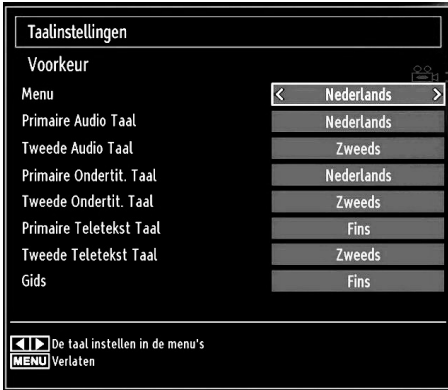 Taalinstellingen
Voorkeur
Menu < Nederlands >
Primaire Audio Taal Nederlands
Tweede Audio Taal Zweeds
Primaire Ondertit. Taal Nederlands
Tweede Ondertit. Taal Zweeds
Primaire Teletekst Taal Fins
Tweede Teletekst Taal Zweeds
Gids Fins
De taal instellen in de menu's
MENU Verlaten